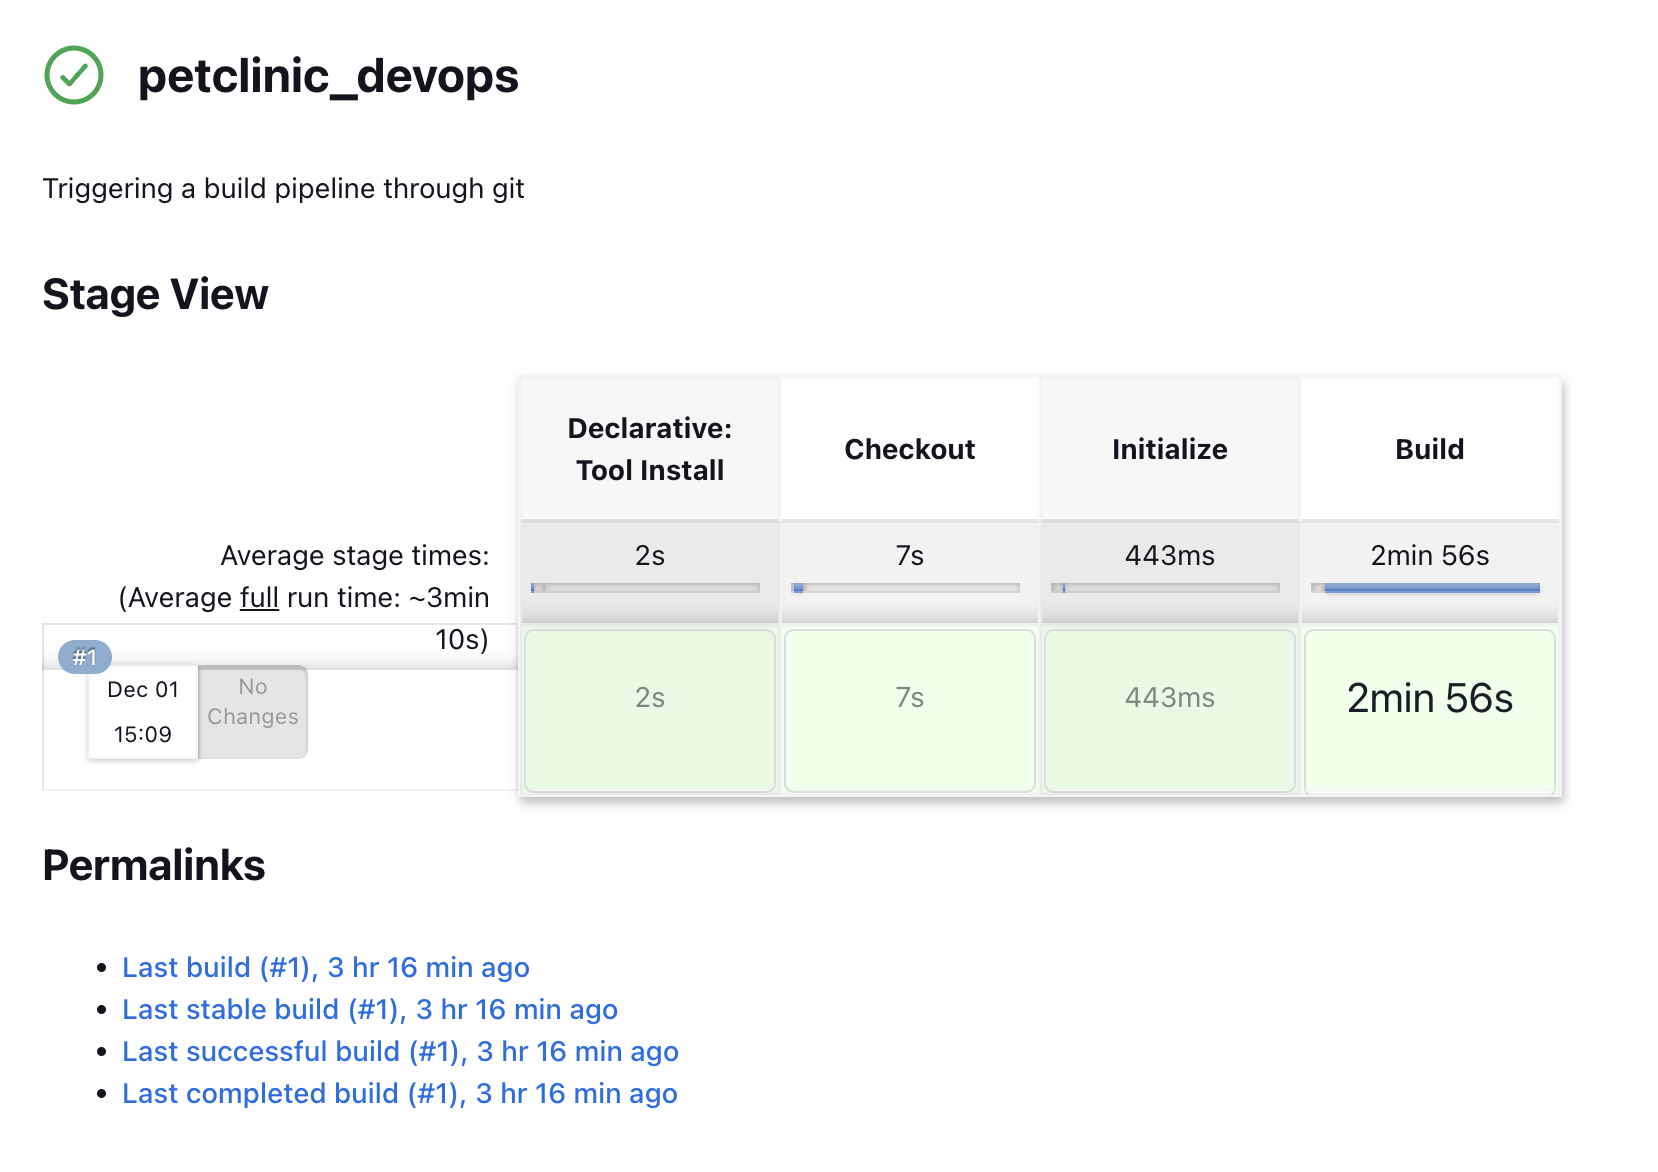 petclinic_devops
Triggering a build pipeline through git
Stage View
Declarative:
Tool Install
Checkout
Initialize
Build
Average stage times:
(Average full run time: ~3min
10s)
2s
7s
443ms
2min 56s
#1
Dec 01
15:09
No
Changes
2s
7s
443ms
2min 56s
Permalinks
Last build (#1), 3 hr 16 min ago
Last stable build (#1), 3 hr 16 min ago
Last successful build (#1), 3 hr 16 min ago
Last completed build (#1), 3 hr 16 min ago